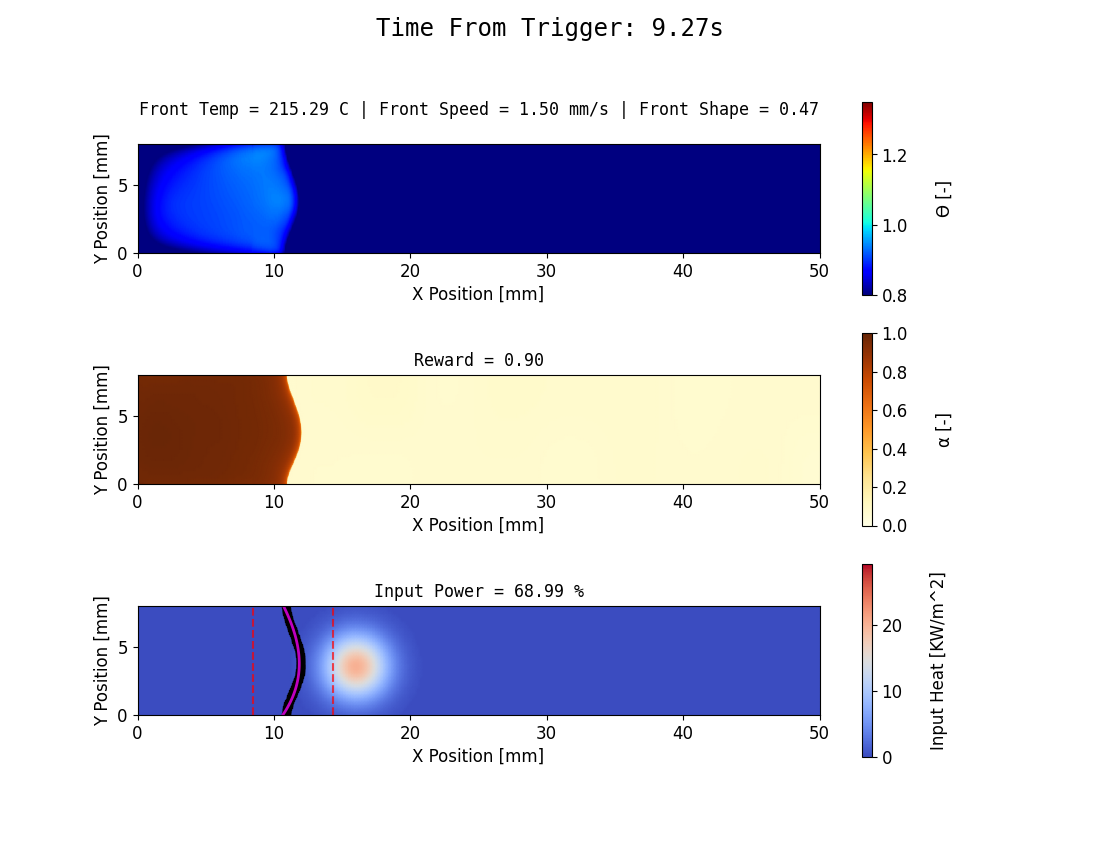 Time From Trigger: 9.27s
Front Temp = 215.29 C | Front Speed = 1.50 mm/s | Front Shape = 0.47
Y Position [mm]
5
0
0 10 20 30 40 50
X Position [mm]
1.2
1.0
0.8
Θ [-]
Reward = 0.90
Y Position [mm]
5
0
0 10 20 30 40 50
X Position [mm]
1.0
0.8
0.6
0.4
0.2
0.0
α [-]
Input Power = 68.99 %
Y Position [mm]
5
0
0 10 20 30 40 50
X Position [mm]
20
10
0
Input Heat [KW/m^2]